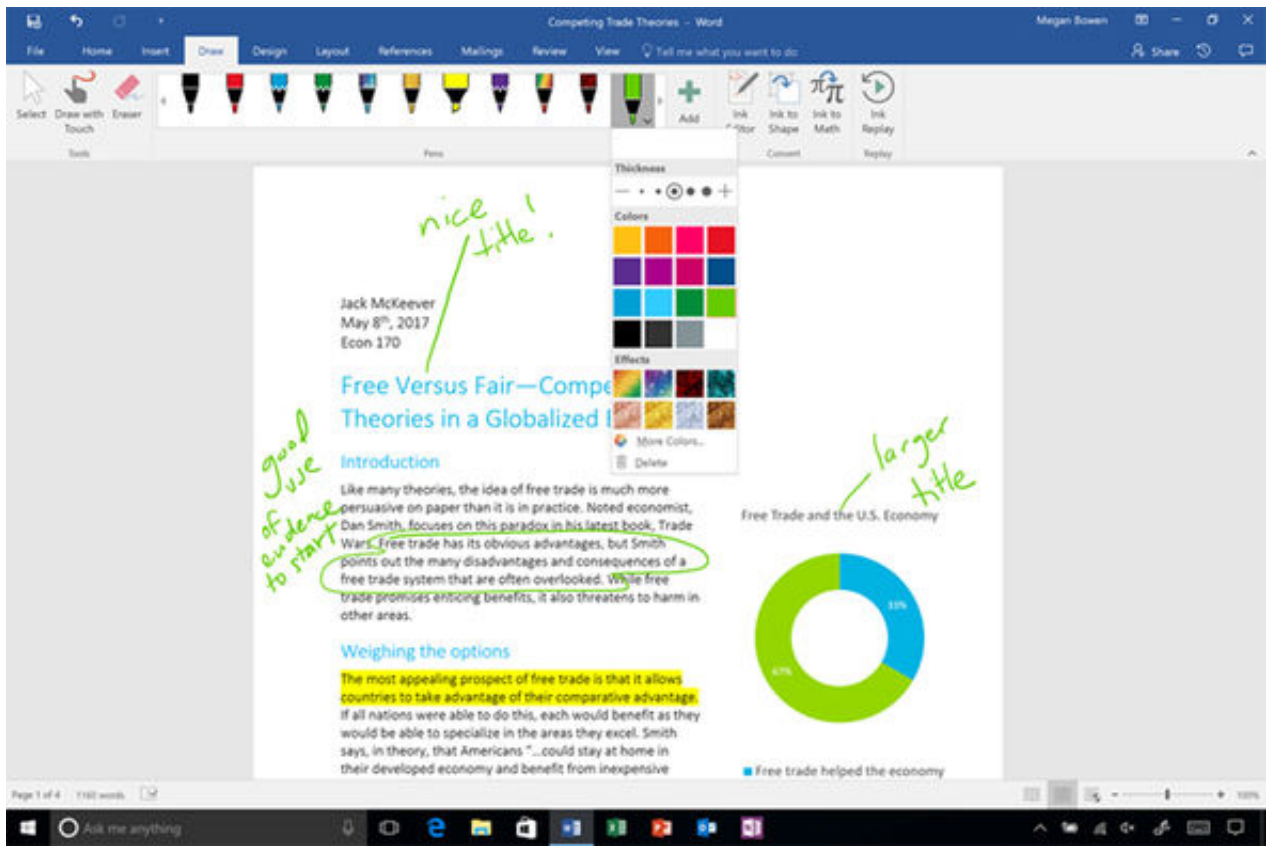 Competing Trade Theories - Word
Megan Bowen
File Home Insert Draw Design Layout References Mailings Review View Tell me what you want to do
Share
Select Draw with Touch Eraser
Add
Ink Editor
Ink to Shape
Ink to Math
Ink Replay
Tools Pens Convert Replay
Thickness
Colors
Effects
More Colors...
Delete
nice title!
Jack McKeever
May 8th, 2017
Econ 170
Free Versus Fair—Compe
Theories in a Globalized
good
use
of
evidence
to start
Introduction
Like many theories, the idea of free trade is much more
persuasive on paper than it is in practice. Noted economist,
Dan Smith, focuses on this paradox in his latest book, Trade
Wars. Free trade has its obvious advantages, but Smith
points out the many disadvantages and consequences of a
free trade system that are often overlooked. While free
trade promises enticing benefits, it also threatens to harm in
other areas.
Weighing the options
The most appealing prospect of free trade is that it allows
countries to take advantage of their comparative advantage.
If all nations were able to do this, each would benefit as they
would be able to specialize in the areas they excel. Smith
says, in theory, that Americans "...could stay at home in
their developed economy and benefit from inexpensive
larger
title
Free Trade and the U.S. Economy
33%
67%
Free trade helped the economy
Page 1 of 4 1160 words
100%
Ask me anything